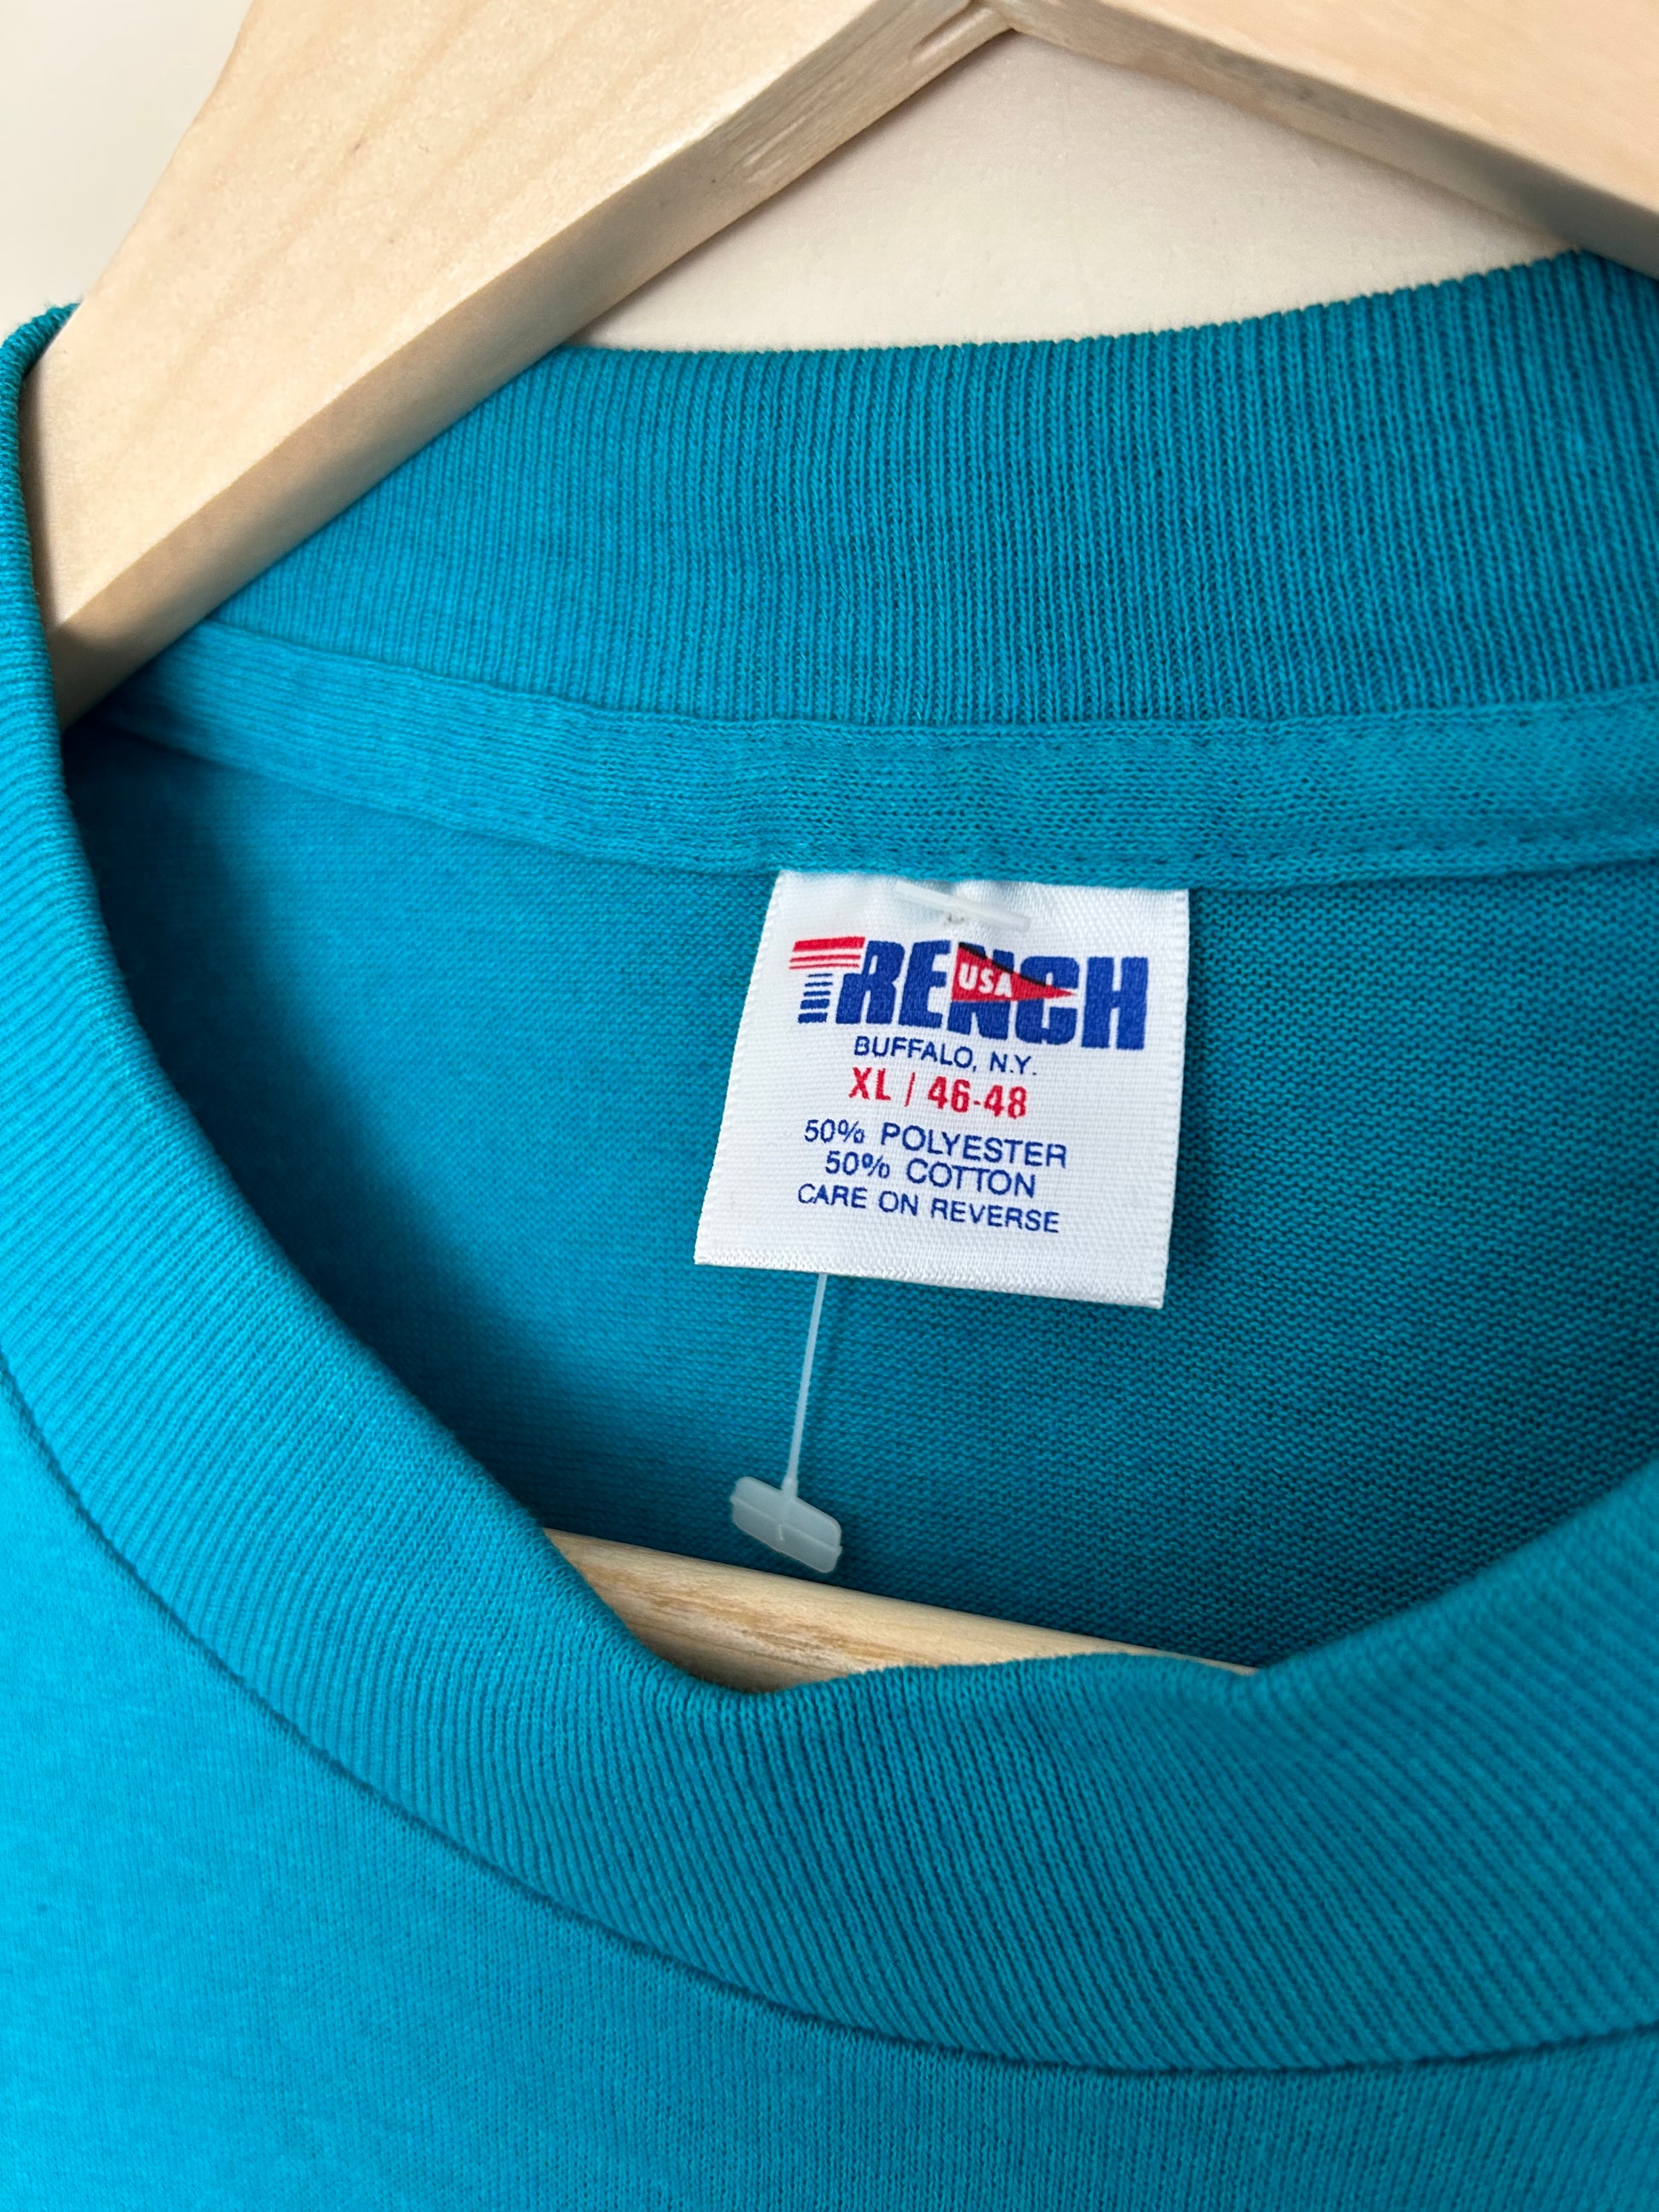 TRENCH
USA
BUFFALO, N.Y.
XL / 46-48
50% POLYESTER
50% COTTON
CARE ON REVERSE